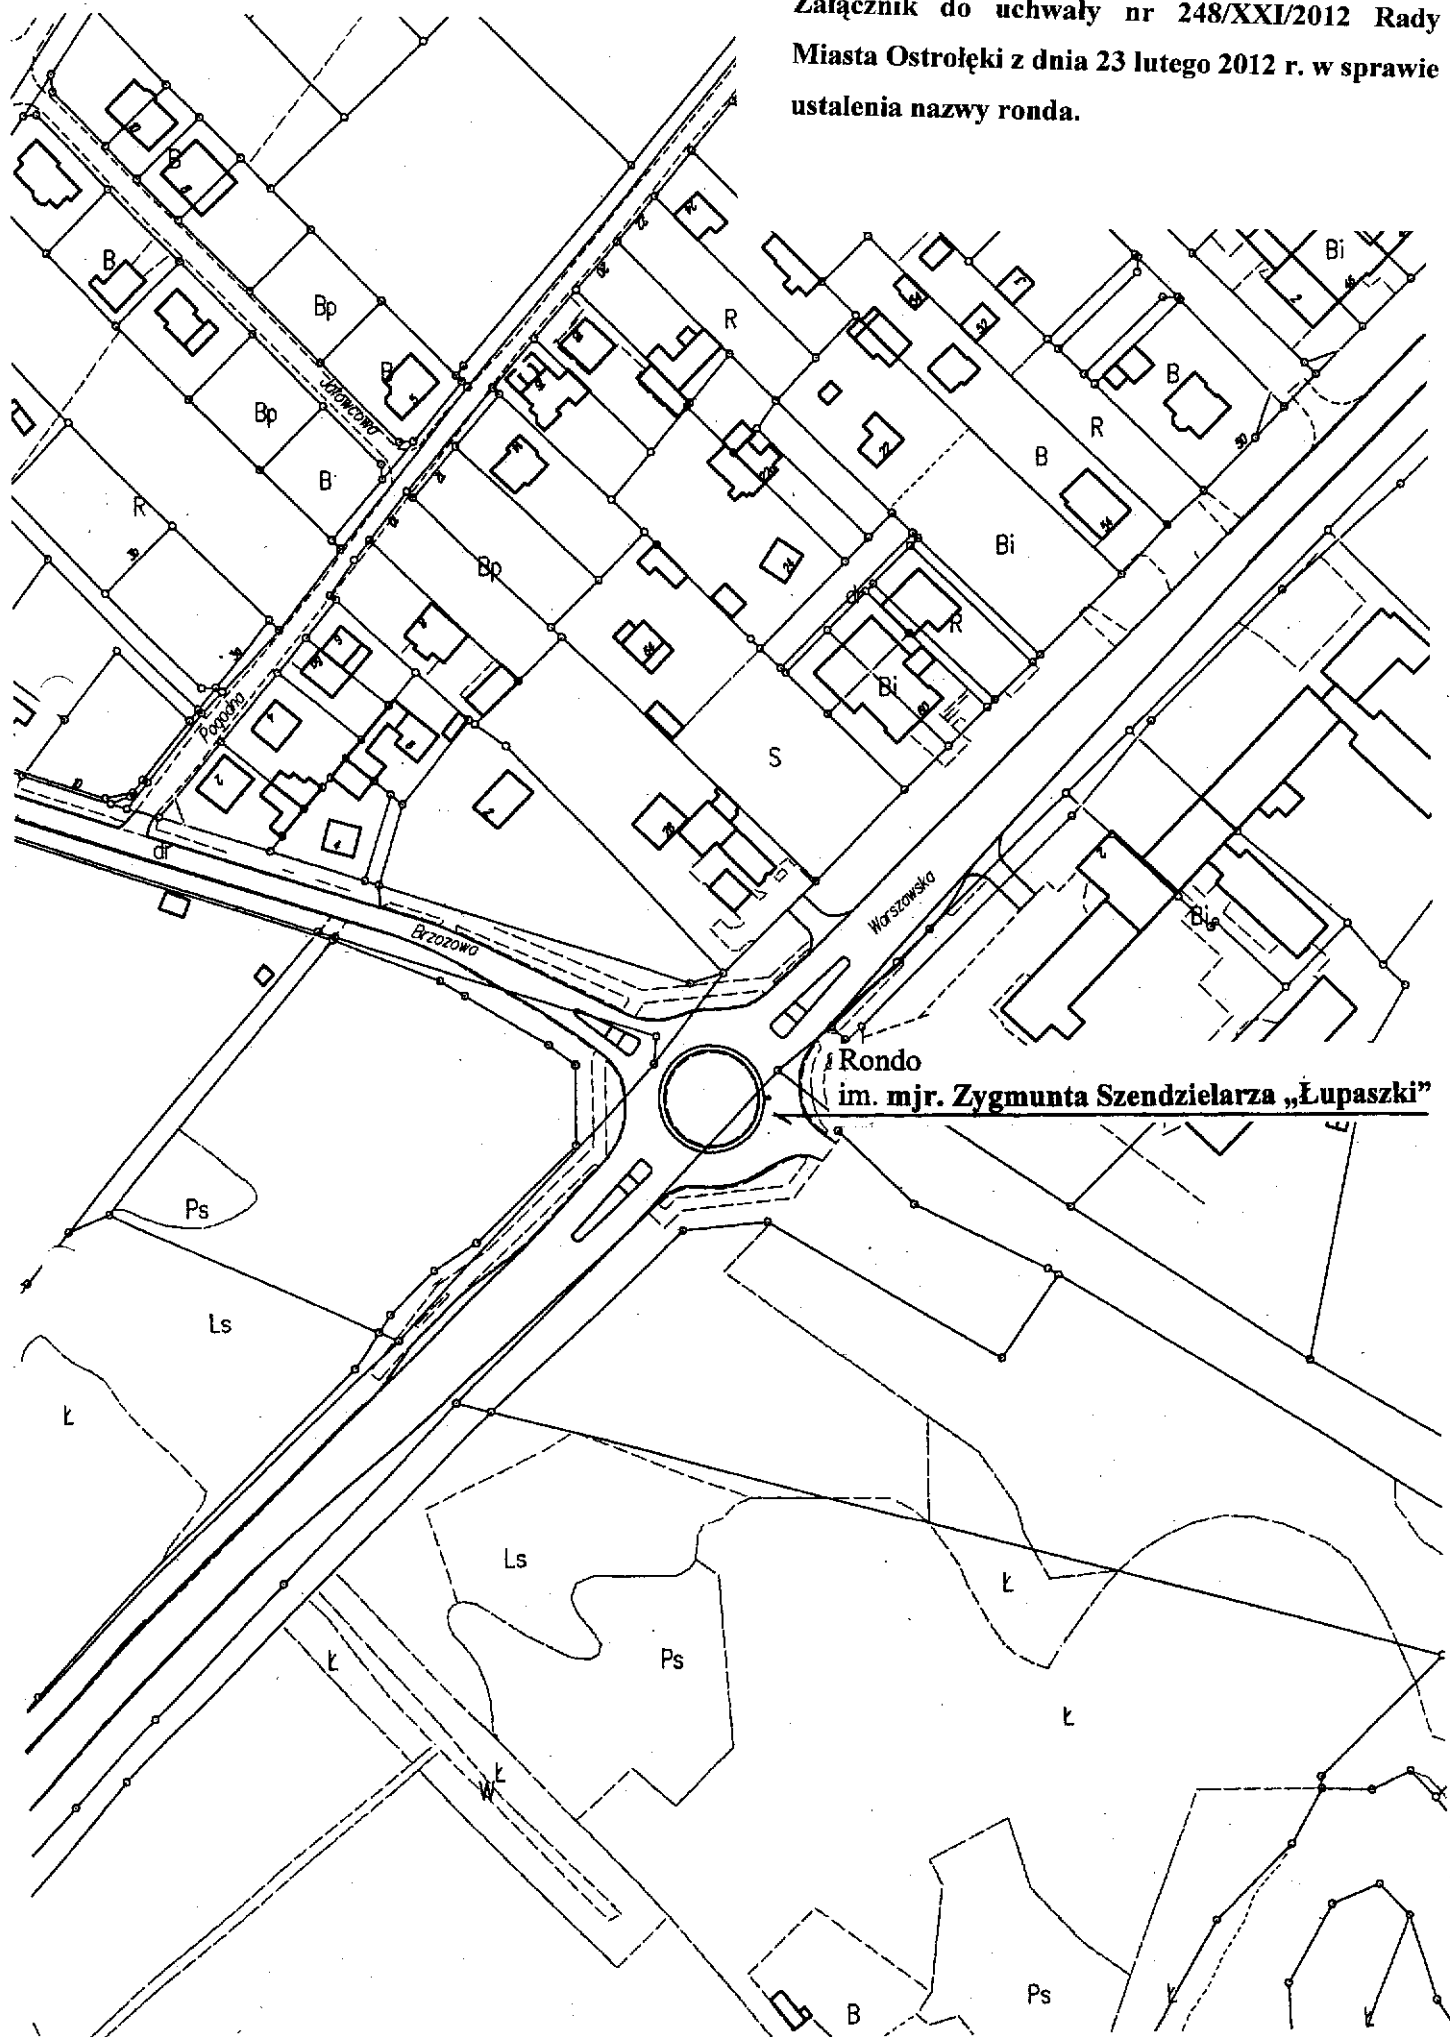 Załącznik do uchwały nr 248/XXI/2012 Rady
Miasta Ostrołęki z dnia 23 lutego 2012 r. w sprawie
ustalenia nazwy ronda.
B
B
Bp
B
Bp
Jałowcowa
B
R
R
Bi
B
R
B
Bi
Bp
dr
R
Bi
S
Pogodna
dr
Brzozowa
Warszawska
Bi
Rondo
im. mjr. Zygmunta Szendzielarza „Łupaszki”
Ps
Ls
Ł
Ls
Ł
Ps
Ł
Ł
Ł
W
Ps
B
Ł
Ł